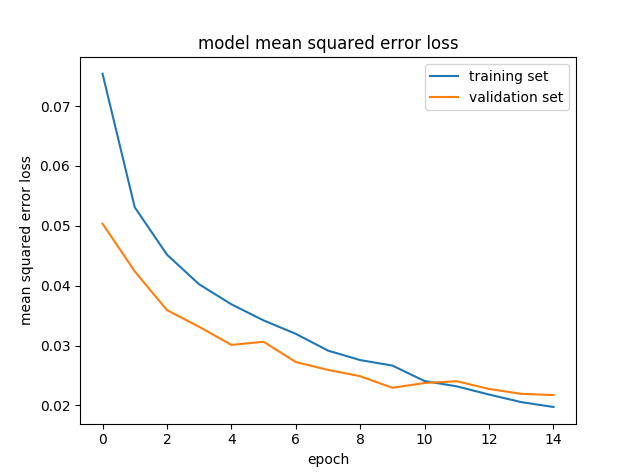 model mean squared error loss
training set
validation set
0.07
0.06
0.05
0.04
0.03
0.02
mean squared error loss
0 2 4 6 8 10 12 14
epoch